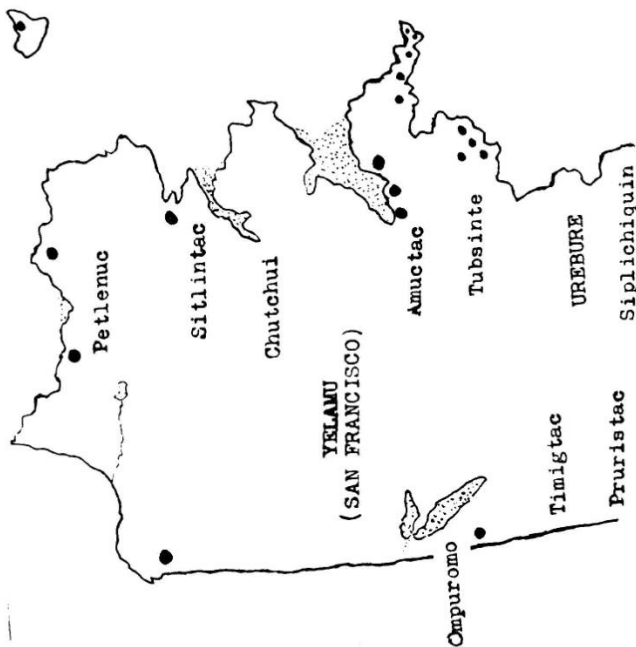 Petlenuc
Sitlintac
Chutchui
YELAMU
(SAN FRANCISCO)
Amuctac
Tubsinte
Ompuromo
UREBURE
Timigtac
Siplichiquin
Pruristac